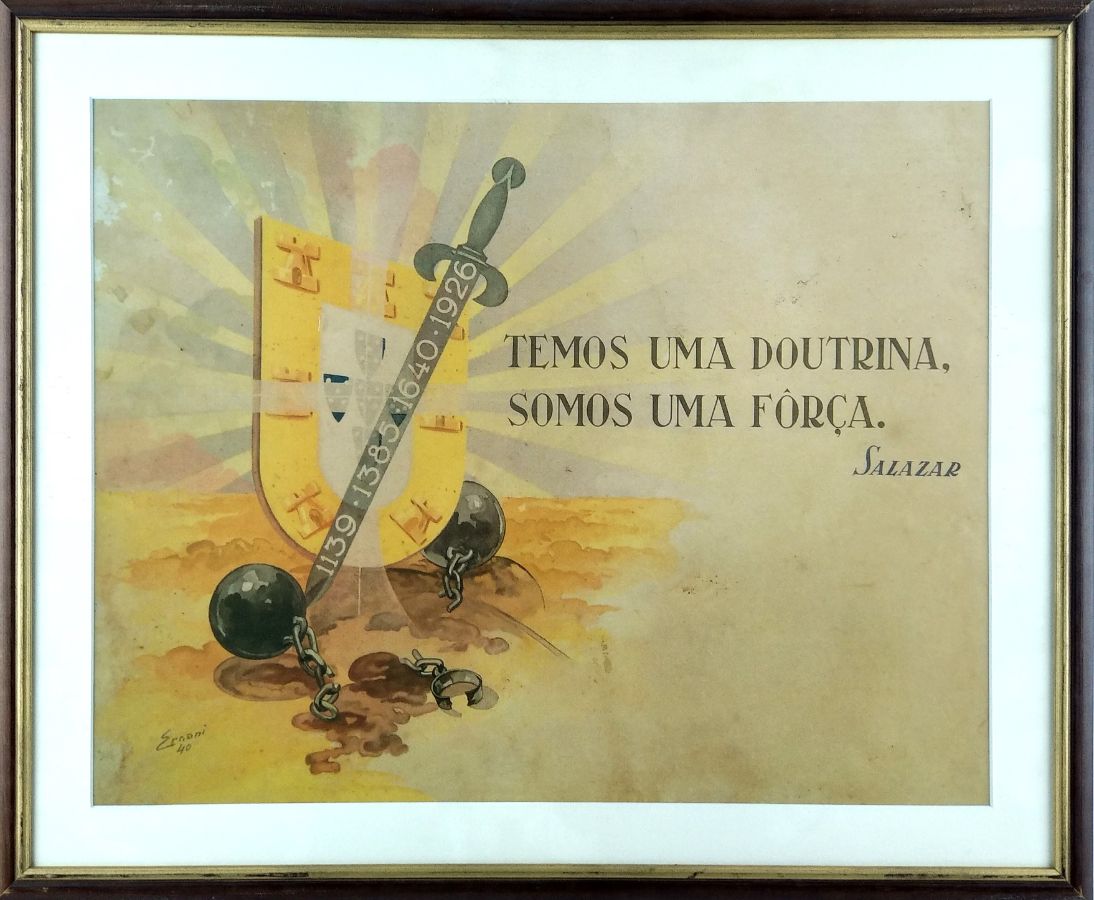 1139 · 1385 · 1640 · 1926
TEMOS UMA DOUTRINA,
SOMOS UMA FÔRÇA.
SALAZAR
Ernani
40